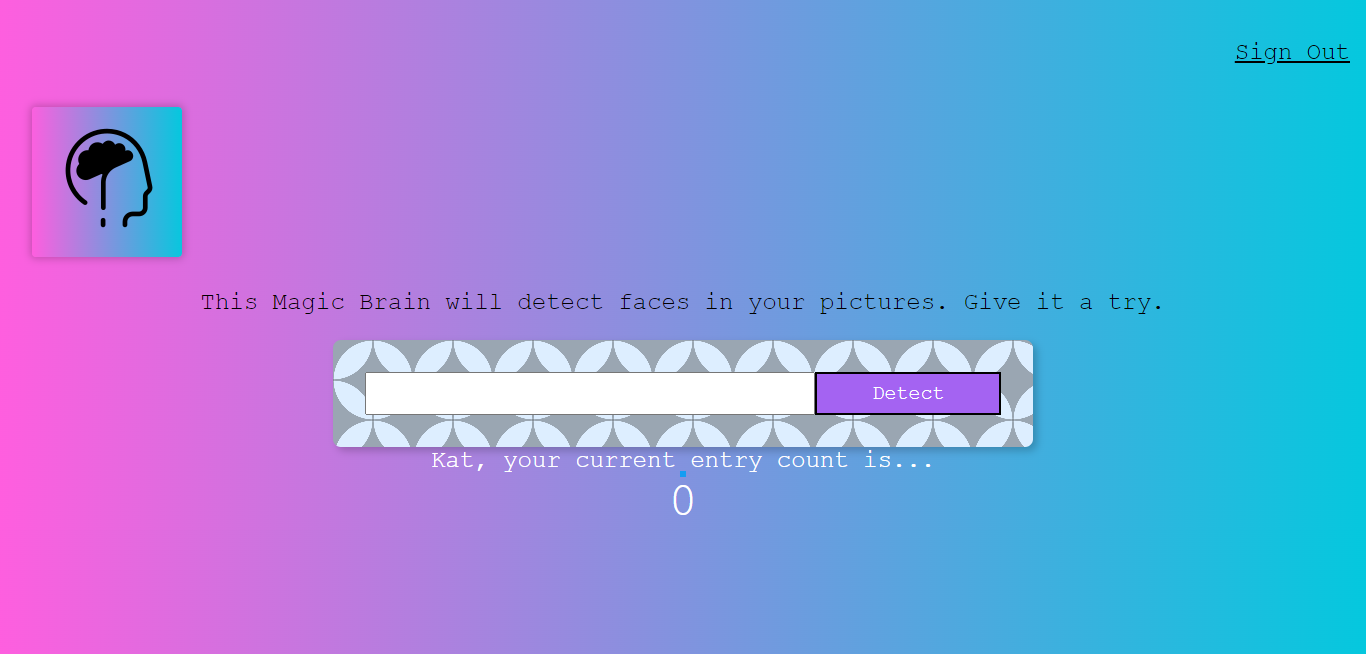 Sign Out
This Magic Brain will detect faces in your pictures. Give it a try.
Detect
Kat, your current entry count is...
0